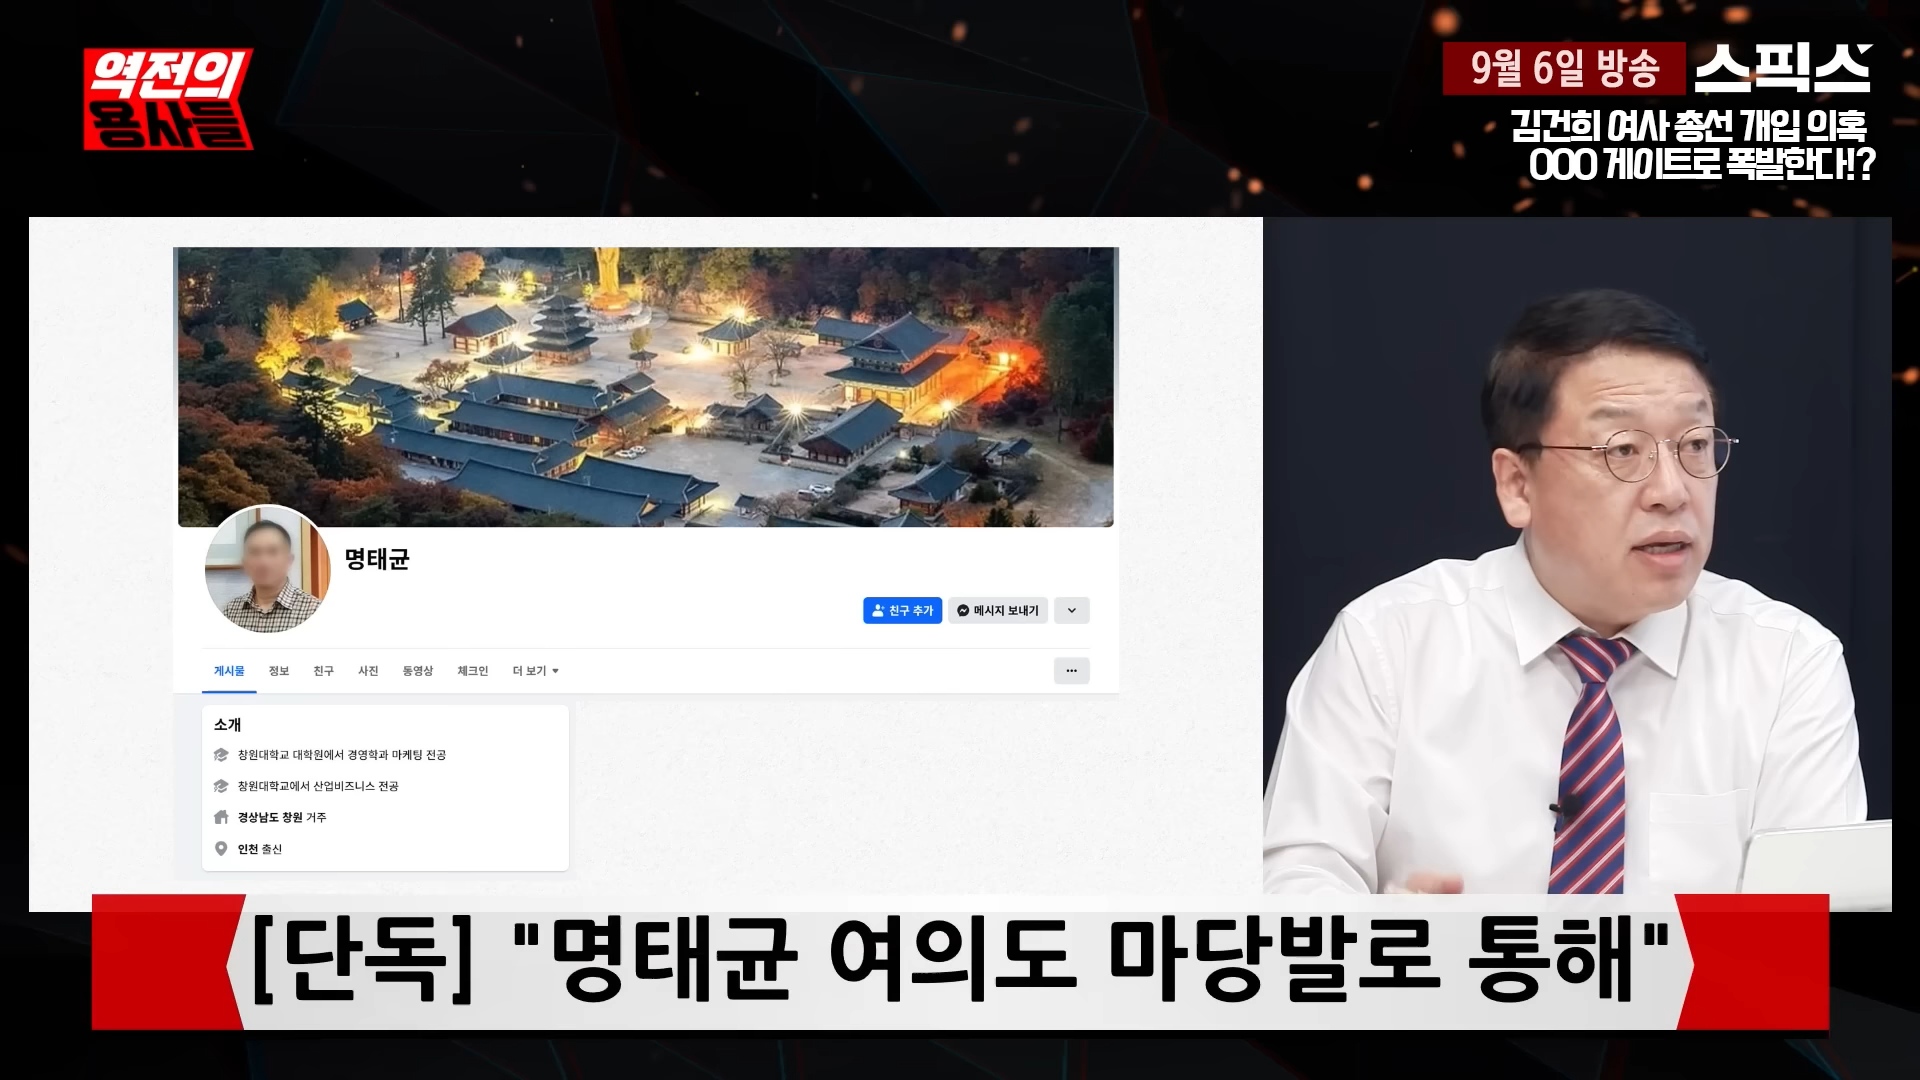 역전의
용사들
9월 6일 방송 스픽스
김건희 여사 총선 개입 의혹
OOO 게이트로 폭발한다!?
명태균
친구 추가 메시지 보내기
게시물 정보 친구 사진 동영상 체크인 더 보기
소개
창원대학교 대학원에서 경영학과 마케팅 전공
창원대학교에서 산업비즈니스 전공
경상남도 창원 거주
인천 출신
[단독] "명태균 여의도 마당발로 통해"